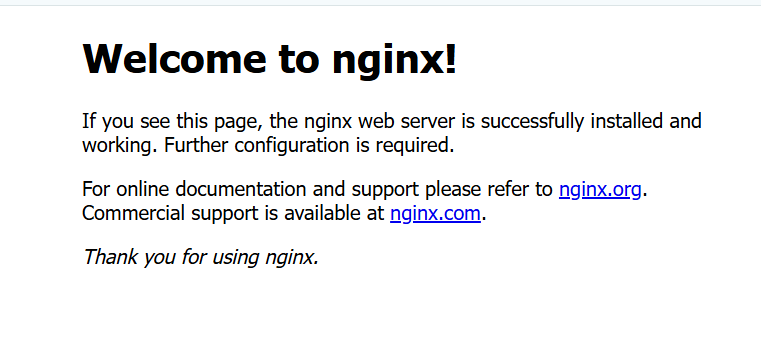 Welcome to nginx!
If you see this page, the nginx web server is successfully installed and
working. Further configuration is required.
For online documentation and support please refer to nginx.org.
Commercial support is available at nginx.com.
Thank you for using nginx.